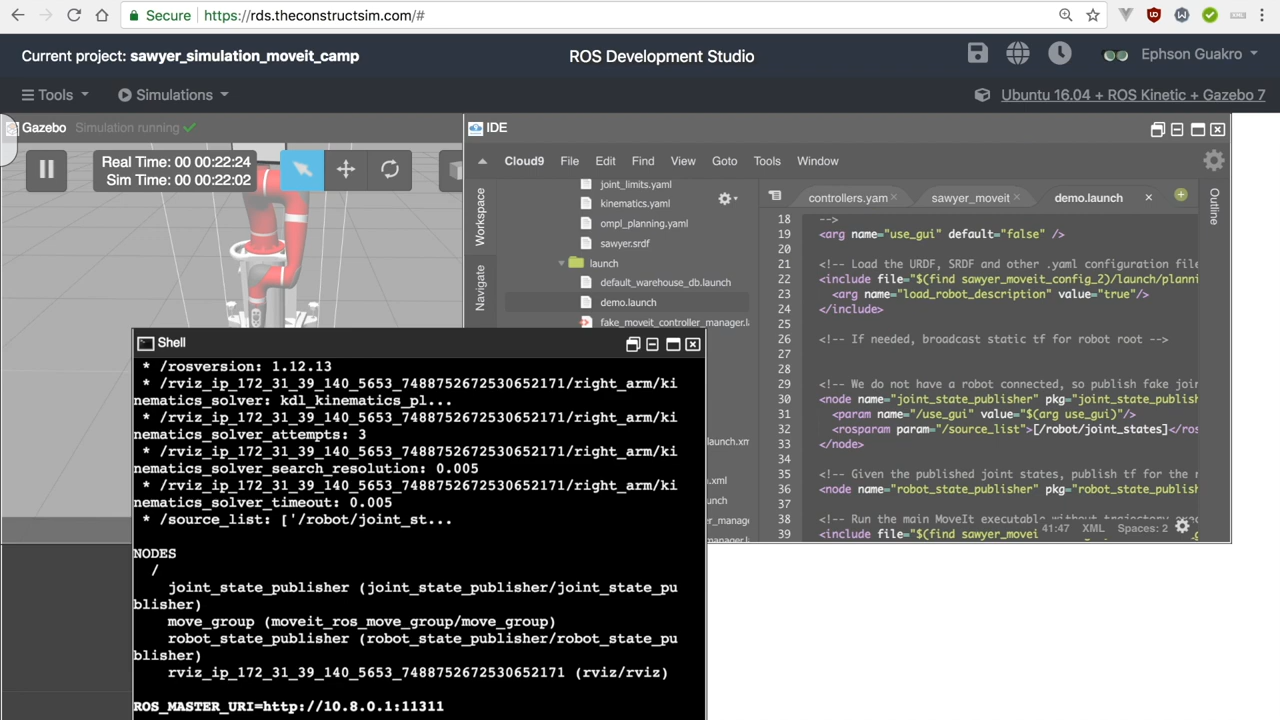 Secure https://rds.theconstructsim.com/#
Current project: sawyer_simulation_moveit_camp
ROS Development Studio
Ephson Guakro
Tools
Simulations
Ubuntu 16.04 + ROS Kinetic + Gazebo 7
Gazebo Simulation running
Real Time: 00 00:22:24
Sim Time: 00 00:22:02
IDE
Cloud9 File Edit Find View Goto Tools Window
Workspace
Navigate
Outline
joint_limits.yaml
kinematics.yaml
ompl_planning.yaml
sawyer.srdf
launch
default_warehouse_db.launch
demo.launch
fake_moveit_controller_manager.l
launch.xm
.xml
unch
r_manage
controllers.yam
sawyer_moveit
demo.launch
18 -->
19 <arg name="use_gui" default="false" />
20
21 <!-- Load the URDF, SRDF and other .yaml configuration file
22 <include file="$(find sawyer_moveit_config_2)/launch/planni
23 <arg name="load_robot_description" value="true"/>
24 </include>
25
26 <!-- If needed, broadcast static tf for robot root -->
27
28
29 <!-- We do not have a robot connected, so publish fake join
30 <node name="joint_state_publisher" pkg="joint_state_publish
31 <param name="/use_gui" value="$(arg use_gui)"/>
32 <rosparam param="/source_list">[/robot/joint_states]</ros
33 </node>
34
35 <!-- Given the published joint states, publish tf for the r
36 <node name="robot_state_publisher" pkg="robot_state_publish
37
38 <!-- Run the main MoveIt executable without trajectory exec
39 <include file="$(find sawyer_movei
41:47 XML Spaces: 2
Shell
* /rosversion: 1.12.13
* /rviz_ip_172_31_39_140_5653_7488752672530652171/right_arm/ki
nematics_solver: kdl_kinematics_pl...
* /rviz_ip_172_31_39_140_5653_7488752672530652171/right_arm/ki
nematics_solver_attempts: 3
* /rviz_ip_172_31_39_140_5653_7488752672530652171/right_arm/ki
nematics_solver_search_resolution: 0.005
* /rviz_ip_172_31_39_140_5653_7488752672530652171/right_arm/ki
nematics_solver_timeout: 0.005
* /source_list: ['/robot/joint_st...
NODES
/
joint_state_publisher (joint_state_publisher/joint_state_pu
blisher)
move_group (moveit_ros_move_group/move_group)
robot_state_publisher (robot_state_publisher/robot_state_pu
blisher)
rviz_ip_172_31_39_140_5653_7488752672530652171 (rviz/rviz)
ROS_MASTER_URI=http://10.8.0.1:11311